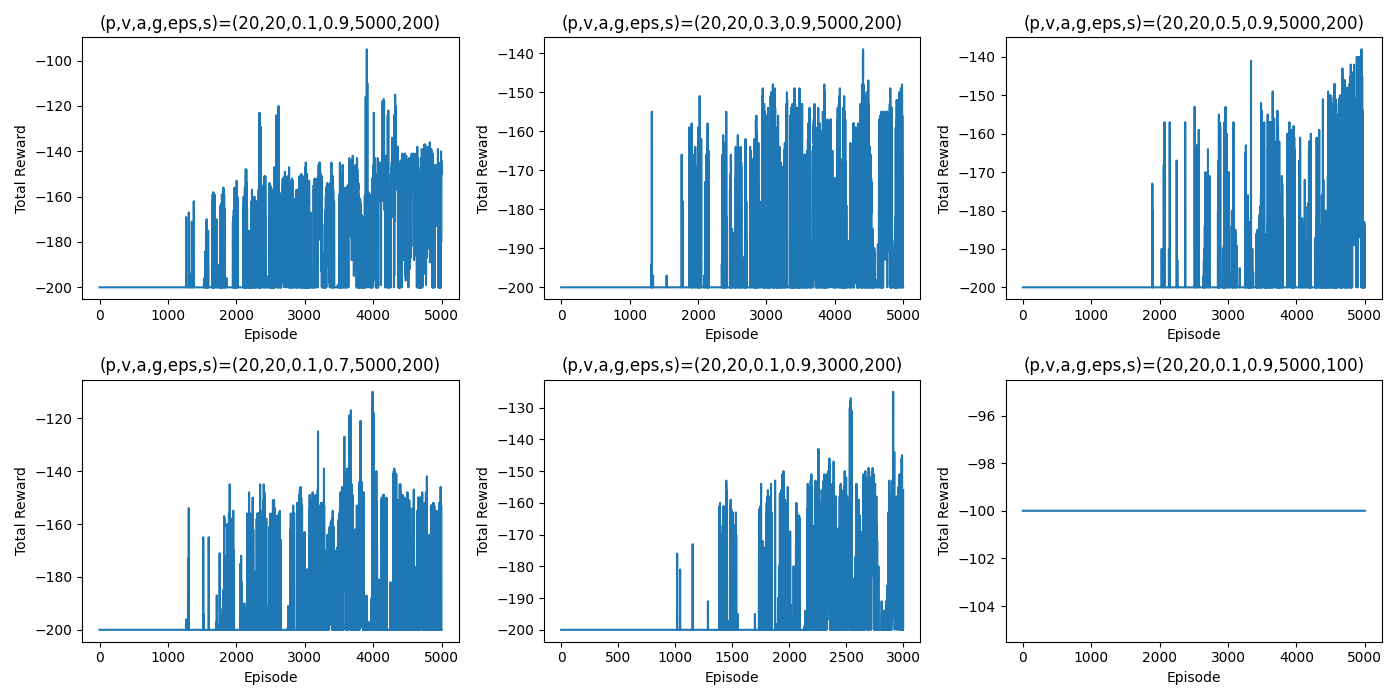 (p,v,a,g,eps,s)=(20,20,0.1,0.9,5000,200)
Total Reward
−100
−120
−140
−160
−180
−200
0 1000 2000 3000 4000 5000
Episode
(p,v,a,g,eps,s)=(20,20,0.3,0.9,5000,200)
Total Reward
−140
−150
−160
−170
−180
−190
−200
0 1000 2000 3000 4000 5000
Episode
(p,v,a,g,eps,s)=(20,20,0.5,0.9,5000,200)
Total Reward
−140
−150
−160
−170
−180
−190
−200
0 1000 2000 3000 4000 5000
Episode
(p,v,a,g,eps,s)=(20,20,0.1,0.7,5000,200)
Total Reward
−120
−140
−160
−180
−200
0 1000 2000 3000 4000 5000
Episode
(p,v,a,g,eps,s)=(20,20,0.1,0.9,3000,200)
Total Reward
−130
−140
−150
−160
−170
−180
−190
−200
0 500 1000 1500 2000 2500 3000
Episode
(p,v,a,g,eps,s)=(20,20,0.1,0.9,5000,100)
Total Reward
−96
−98
−100
−102
−104
0 1000 2000 3000 4000 5000
Episode